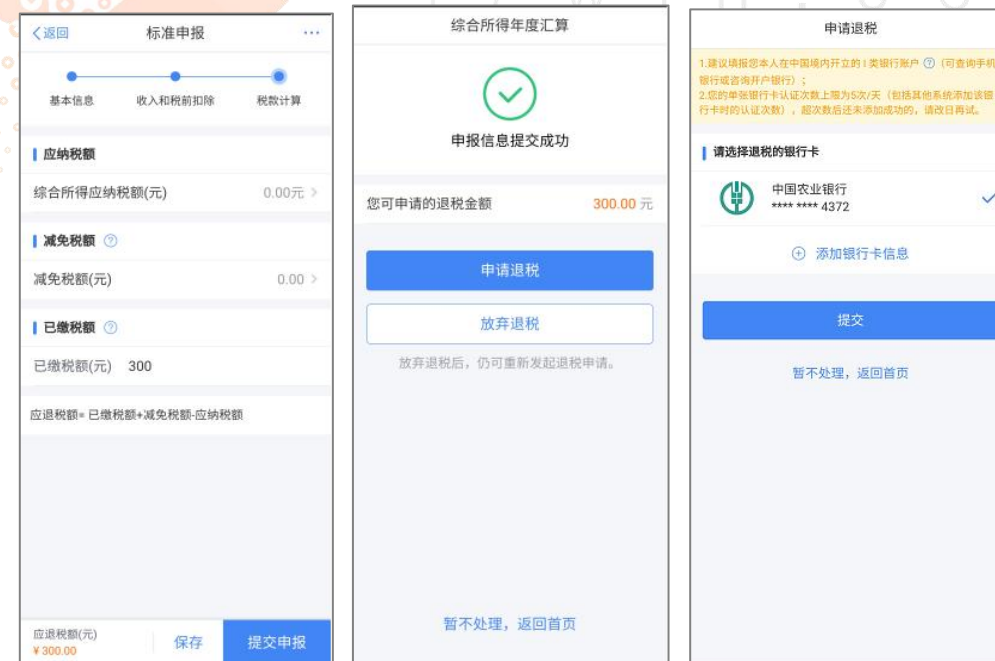 返回
标准申报
...
基本信息
收入和税前扣除
税款计算
应纳税额
综合所得应纳税额(元) 0.00元 >
减免税额 ?
减免税额(元) 0.00 >
已缴税额 ?
已缴税额(元) 300
应退税额= 已缴税额+减免税额-应纳税额
应退税额(元)
¥ 300.00
保存
提交申报
综合所得年度汇算
申报信息提交成功
您可申请的退税金额 300.00 元
申请退税
放弃退税
放弃退税后，仍可重新发起退税申请。
暂不处理，返回首页
申请退税
1.建议填报您本人在中国境内开立的 I 类银行账户 ? （可查询手机
银行或咨询开户银行）；
2.您的单张银行卡认证次数上限为5次/天（包括其他系统添加该银
行卡时的认证次数），超次数后还未添加成功的，请改日再试。
请选择退税的银行卡
中国农业银行
**** **** 4372
添加银行卡信息
提交
暂不处理，返回首页